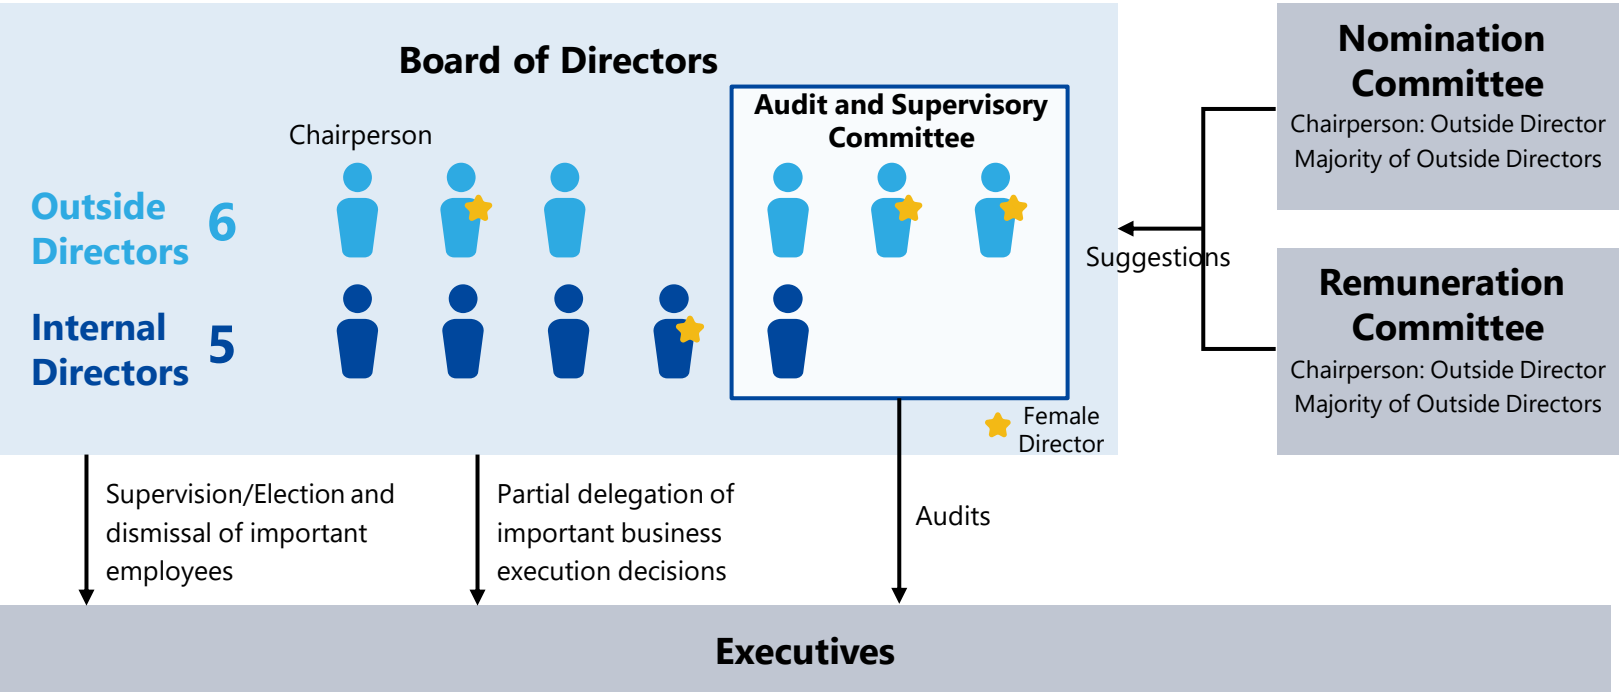 Board of Directors
Audit and Supervisory
Committee
Chairperson
Outside
Directors
6
Internal
Directors
5
Female
Director
Suggestions
Nomination
Committee
Chairperson: Outside Director
Majority of Outside Directors
Remuneration
Committee
Chairperson: Outside Director
Majority of Outside Directors
Supervision/Election and
dismissal of important
employees
Partial delegation of
important business
execution decisions
Audits
Executives